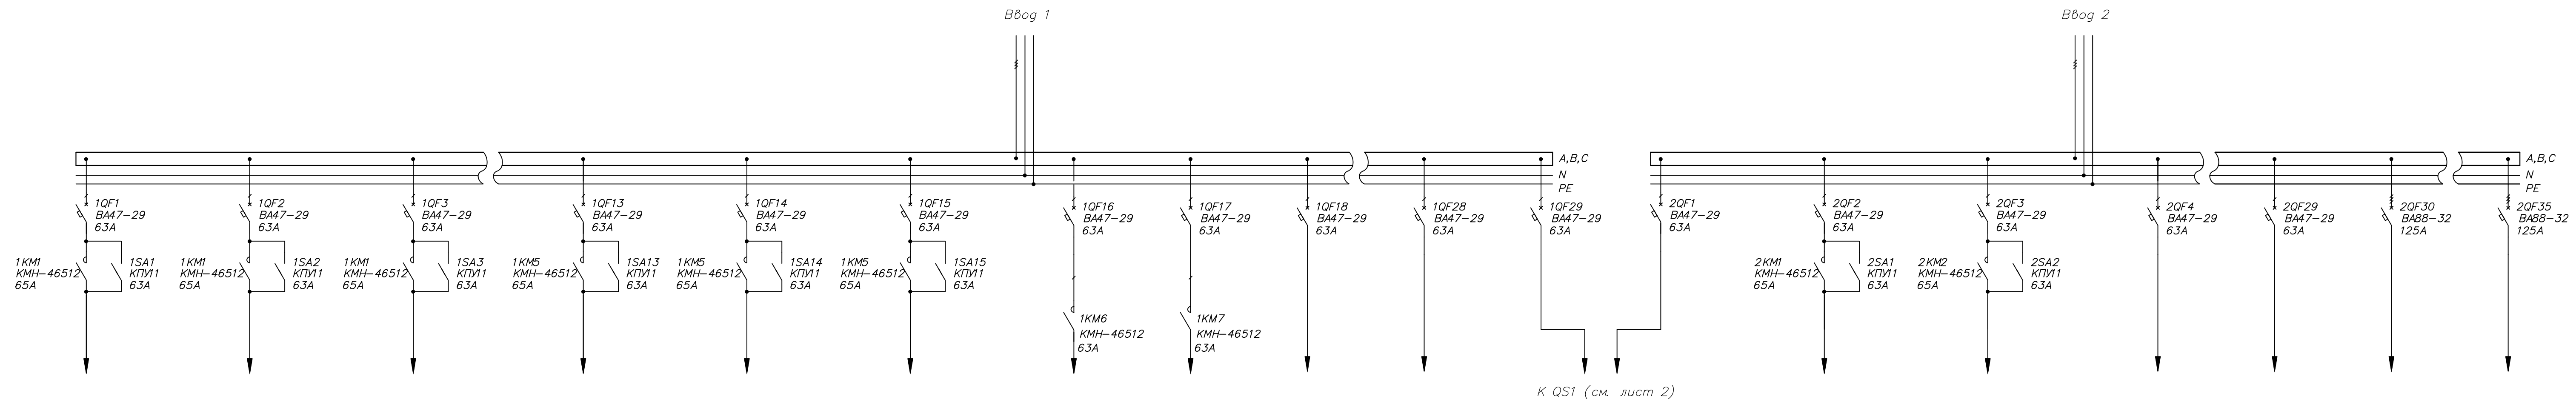 Ввод 1
Ввод 2
A,B,C
N
PE
A,B,C
N
PE
1QF1
ВА47-29
63А
1QF2
ВА47-29
63А
1QF3
ВА47-29
63А
1QF13
ВА47-29
63А
1QF14
ВА47-29
63А
1QF15
ВА47-29
63А
1QF16
ВА47-29
63А
1QF17
ВА47-29
63А
1QF18
ВА47-29
63А
1QF28
ВА47-29
63А
1QF29
ВА47-29
63А
2QF1
ВА47-29
63А
2QF2
ВА47-29
63А
2QF3
ВА47-29
63А
2QF4
ВА47-29
63А
2QF29
ВА47-29
63А
2QF30
ВА88-32
125А
2QF35
ВА88-32
125А
1КМ1
КМН-46512
65А
1SA1
КПУ11
63А
1КМ1
КМН-46512
65А
1SA2
КПУ11
63А
1КМ1
КМН-46512
65А
1SA3
КПУ11
63А
1КМ5
КМН-46512
65А
1SA13
КПУ11
63А
1КМ5
КМН-46512
65А
1SA14
КПУ11
63А
1КМ5
КМН-46512
65А
1SA15
КПУ11
63А
2КМ1
КМН-46512
65А
2SA1
КПУ11
63А
2КМ2
КМН-46512
65А
2SA2
КПУ11
63А
1КМ6
КМН-46512
63А
1КМ7
КМН-46512
63А
К QS1 (см. лист 2)